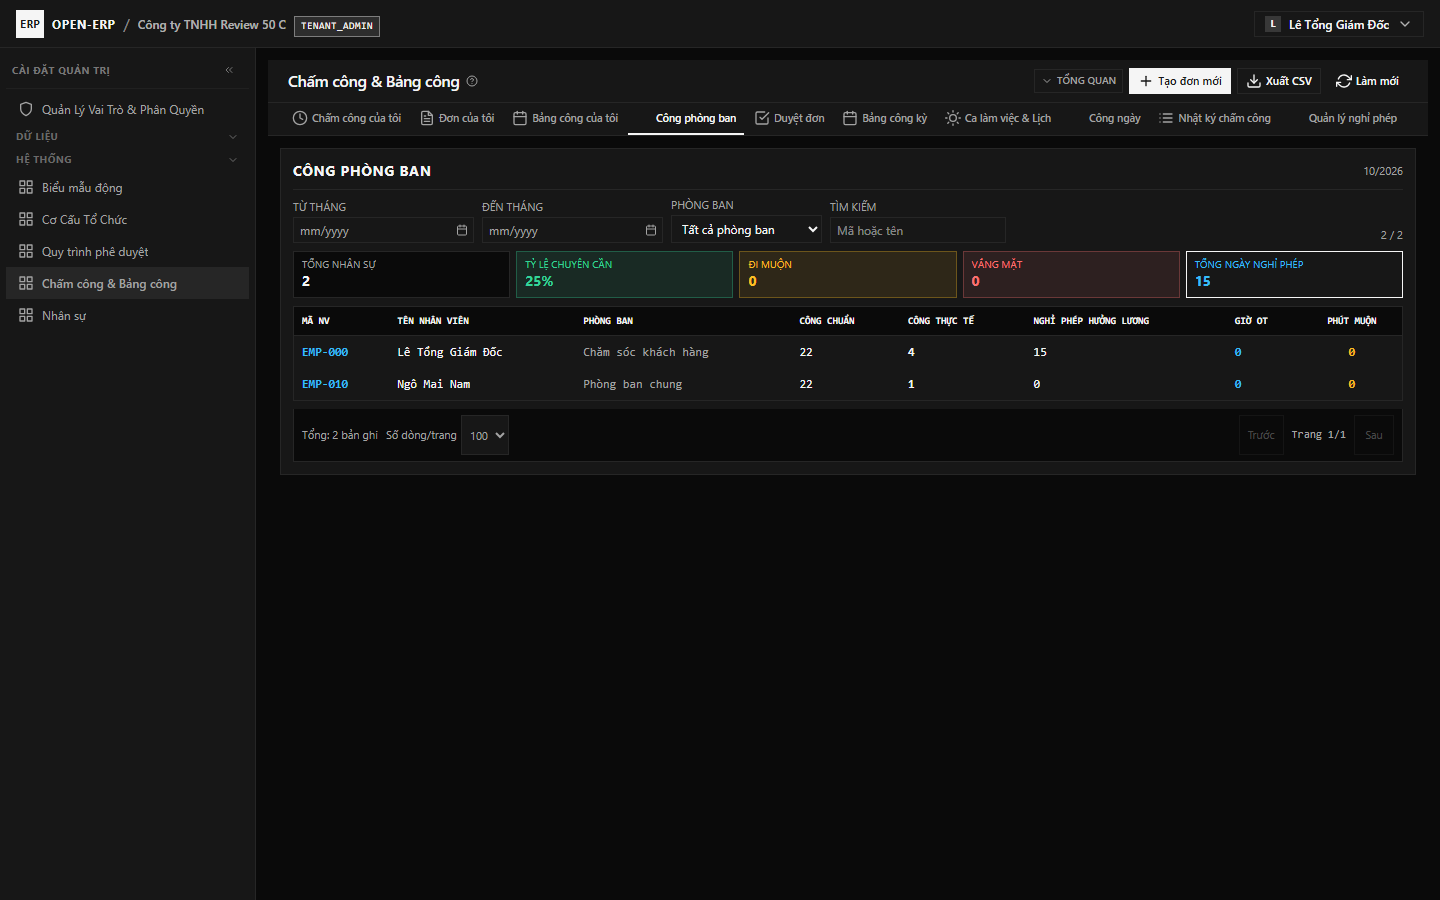 ERP OPEN-ERP / Công ty TNHH Review 50 C TENANT_ADMIN L Lê Tổng Giám Đốc
CÀI ĐẶT QUẢN TRỊ «
Quản Lý Vai Trò & Phân Quyền
DỮ LIỆU
HỆ THỐNG
Biểu mẫu động
Cơ Cấu Tổ Chức
Quy trình phê duyệt
Chấm công & Bảng công
Nhân sự
Chấm công & Bảng công TỔNG QUAN Tạo đơn mới Xuất CSV Làm mới
Chấm công của tôi Đơn của tôi Bảng công của tôi Công phòng ban Duyệt đơn Bảng công kỳ Ca làm việc & Lịch Công ngày Nhật ký chấm công Quản lý nghỉ phép
CÔNG PHÒNG BAN 10/2026
TỪ THÁNG ĐẾN THÁNG PHÒNG BAN TÌM KIẾM
mm/yyyy mm/yyyy Tất cả phòng ban Mã hoặc tên 2 / 2
TỔNG NHÂN SỰ TỶ LỆ CHUYÊN CẦN ĐI MUỘN VẮNG MẶT TỔNG NGÀY NGHỈ PHÉP
2 25% 0 0 15
MÃ NV TÊN NHÂN VIÊN PHÒNG BAN CÔNG CHUẨN CÔNG THỰC TẾ NGHỈ PHÉP HƯỞNG LƯƠNG GIỜ OT PHÚT MUỘN
EMP-000 Lê Tổng Giám Đốc Chăm sóc khách hàng 22 4 15 0 0
EMP-010 Ngô Mai Nam Phòng ban chung 22 1 0 0 0
Tổng: 2 bản ghi Số dòng/trang 100 Trước Trang 1/1 Sau